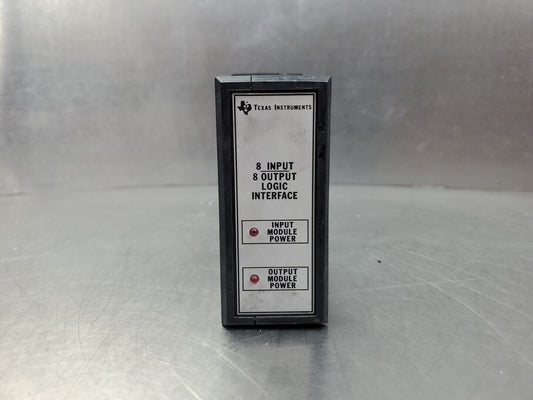 TEXAS INSTRUMENTS
8 INPUT
8 OUTPUT
LOGIC
INTERFACE
INPUT
MODULE
POWER
OUTPUT
MODULE
POWER